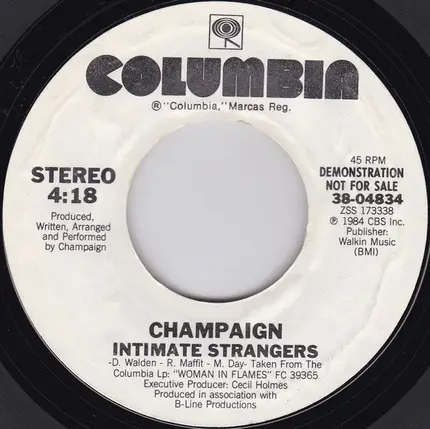 COLUMBIA
®"Columbia," Marcas Reg.
STEREO
4:18
Produced,
Written, Arranged
and Performed
by Champaign
45 RPM
DEMONSTRATION
NOT FOR SALE
38-04834
ZSS 173338
℗ 1984 CBS Inc.
Publisher:
Walkin Music
(BMI)
CHAMPAIGN
INTIMATE STRANGERS
-D. Walden - R. Maffit - M. Day- Taken From The
Columbia Lp: "WOMAN IN FLAMES" FC 39365
Executive Producer: Cecil Holmes
Produced in association with
B-Line Productions